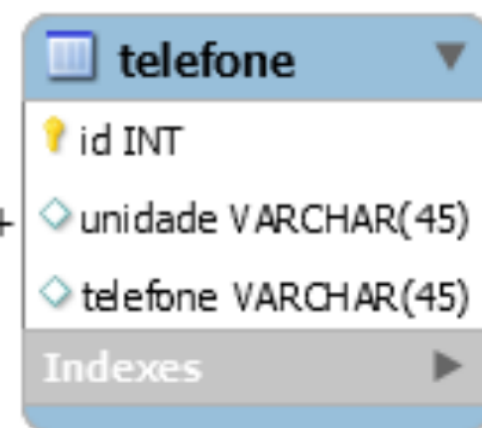 telefone
id INT
unidade VARCHAR(45)
telefone VARCHAR(45)
Indexes